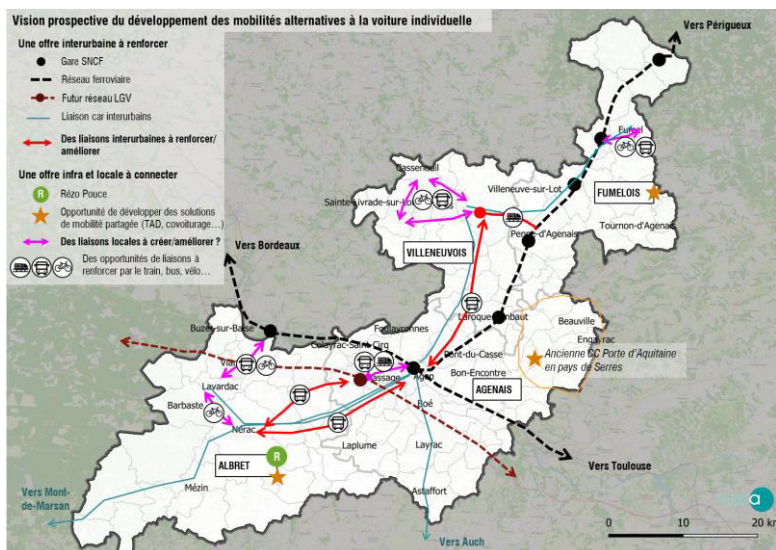 Vision prospective du développement des mobilités alternatives à la voiture individuelle
Une offre interurbaine à renforcer
Gare SNCF
Réseau ferroviaire
Futur réseau LGV
Liaison car interurbains
Des liaisons interurbaines à renforcer/
améliorer
Une offre infra et locale à connecter
R
Rézo Pouce
Opportunité de développer des solutions
de mobilité partagée (TAD, covoiturage...)
Des liaisons locales à créer/améliorer ?
Des opportunités de liaisons à
renforcer par le train, bus, vélo...
Vers Périgueux
Fumel
Casseneuil
Villeneuve-sur-Lot
FUMELOIS
Sainte-Livrade-sur-Lot
Tournon-d'Agenais
Penne-d'Agenais
VILLENEUVOIS
Vers Bordeaux
Laroque-Timbaut
Beauville
Buzet-sur-Baïse
Foulayronnes
Engayrac
Colayrac-Saint-Cirq
Pont-du-Casse
Ancienne CC Porte d'Aquitaine
en pays de Serres
Lavardac
Passage
Agen
Bon-Encontre
AGENAIS
Barbaste
Boé
Nérac
Laplume
Layrac
Vers Toulouse
ALBRET
R
Mézin
Astaffort
Vers Mont-
de-Marsan
Vers Auch
0 10 20 km